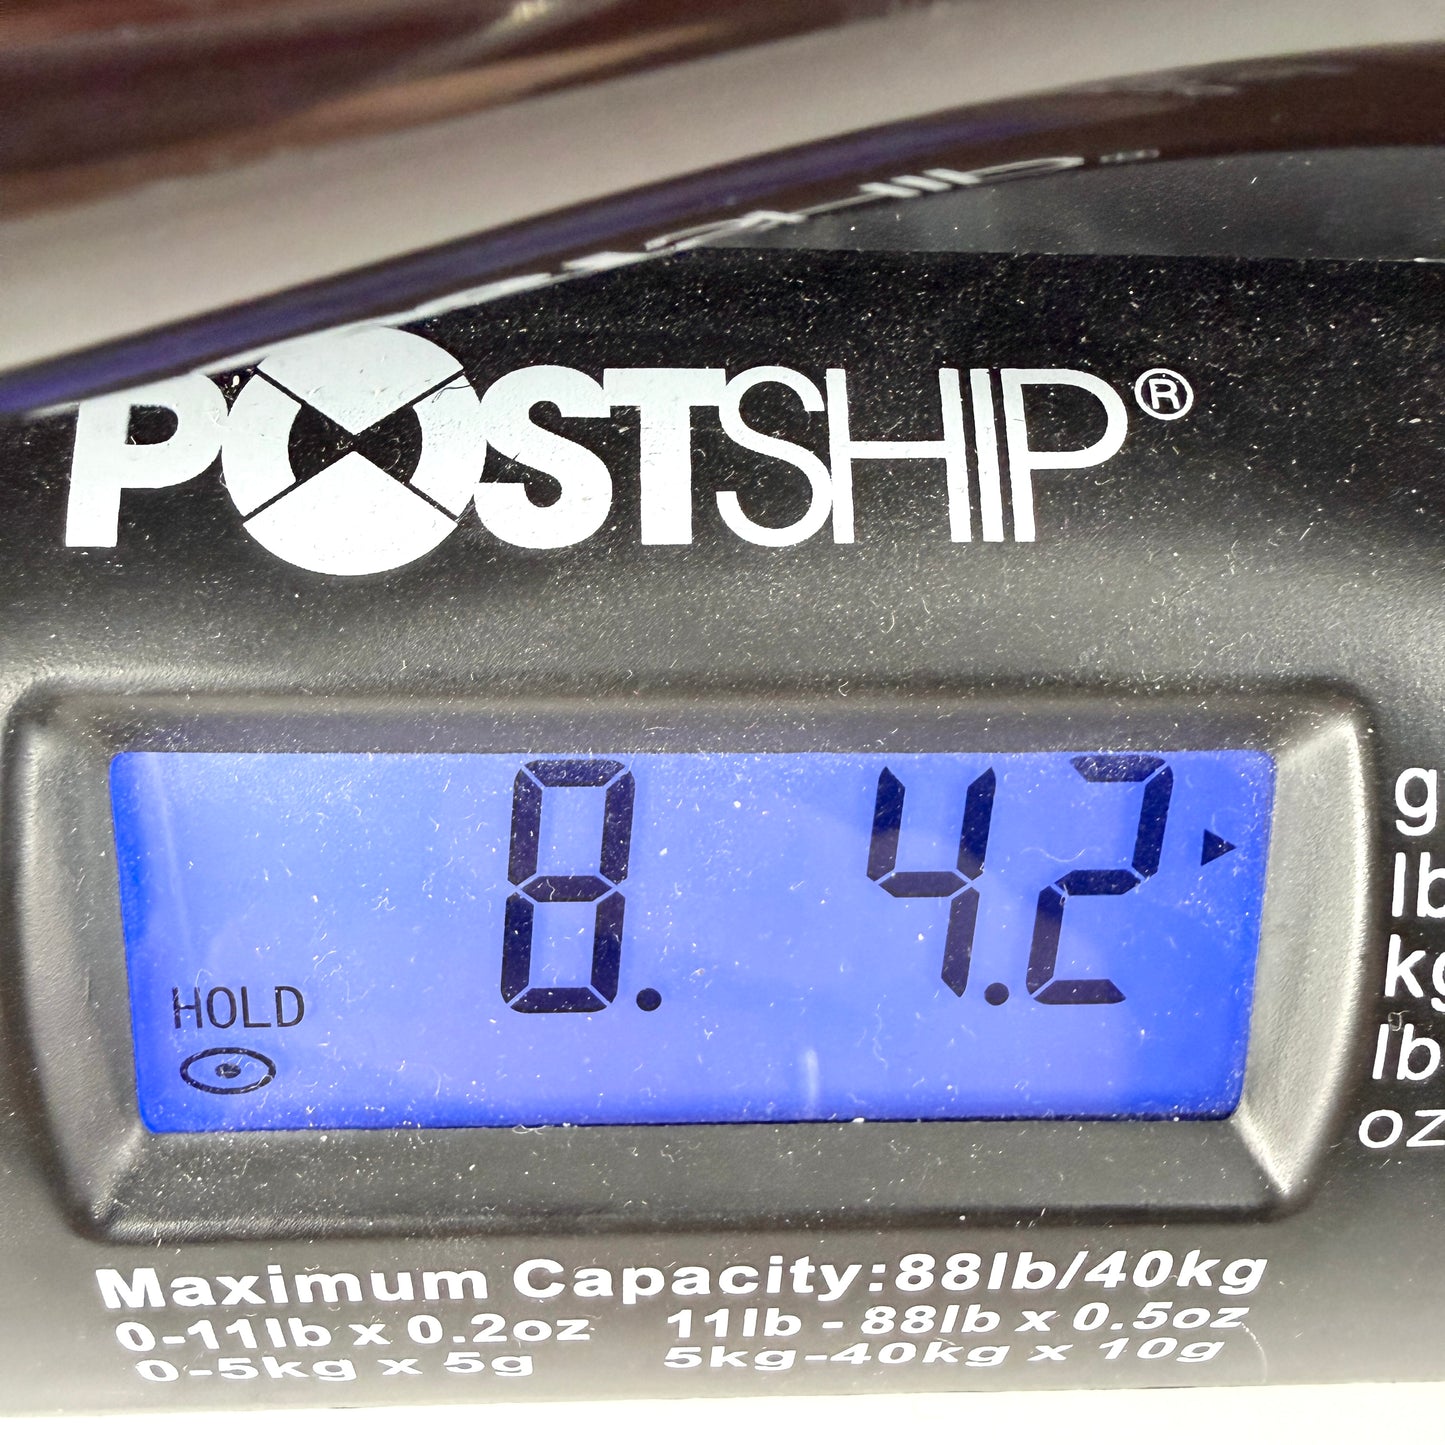 POSTSHIP®
8. 4.2
HOLD
g
lb
kg
lb
oz
Maximum Capacity:88lb/40kg
0-11lb x 0.2oz 11lb - 88lb x 0.5oz
0-5kg x 5g 5kg-40kg x 10g